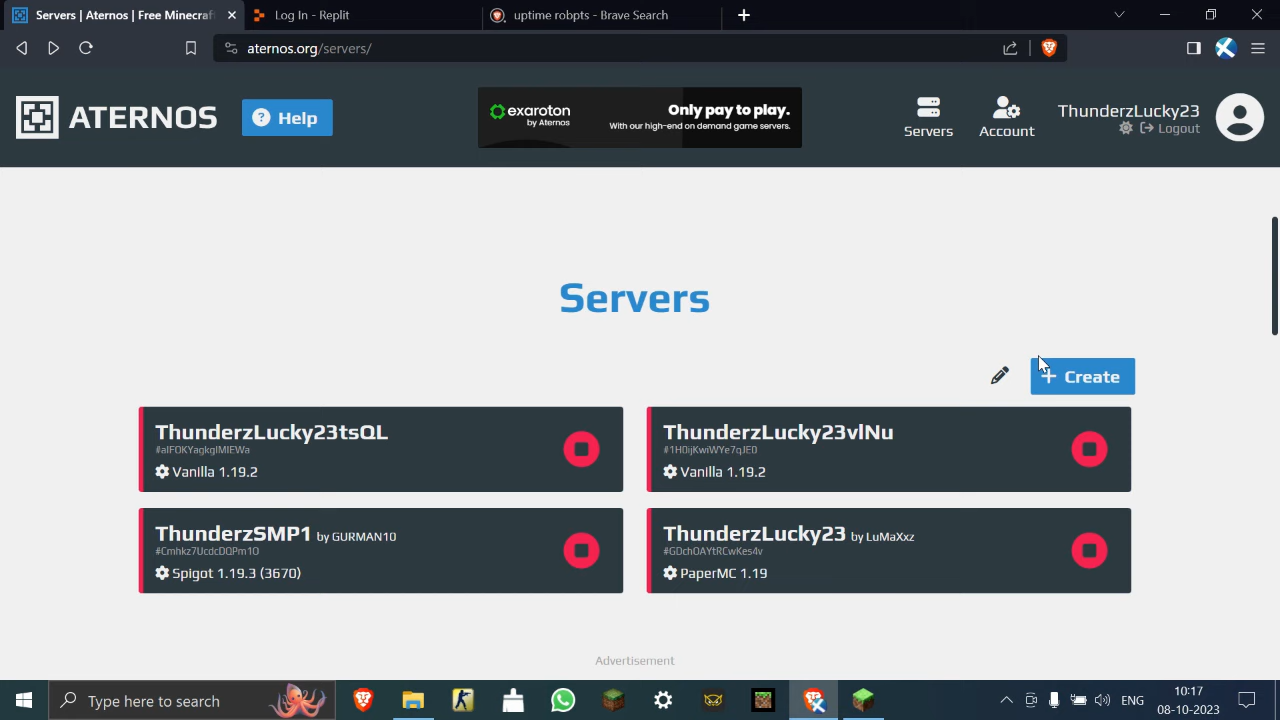 Servers | Aternos | Free Minecraft
Log In - Replit
uptime robpts - Brave Search
aternos.org/servers/
ATERNOS
Help
exaroton
by Aternos
Only pay to play.
With our high-end on demand game servers.
Servers
Account
ThunderzLucky23
Logout
Servers
Create
ThunderzLucky23tsQL
Vanilla 1.19.2
ThunderzLucky23vlNu
Vanilla 1.19.2
ThunderzSMP1 by GURMAN10
#Cmhkz7UcdcDQPm10
Spigot 1.19.3 (3670)
ThunderzLucky23 by LuMaXxz
#GDchOAYtRCwKes4v
PaperMC 1.19
Advertisement
Type here to search
ENG
10:17
08-10-2023